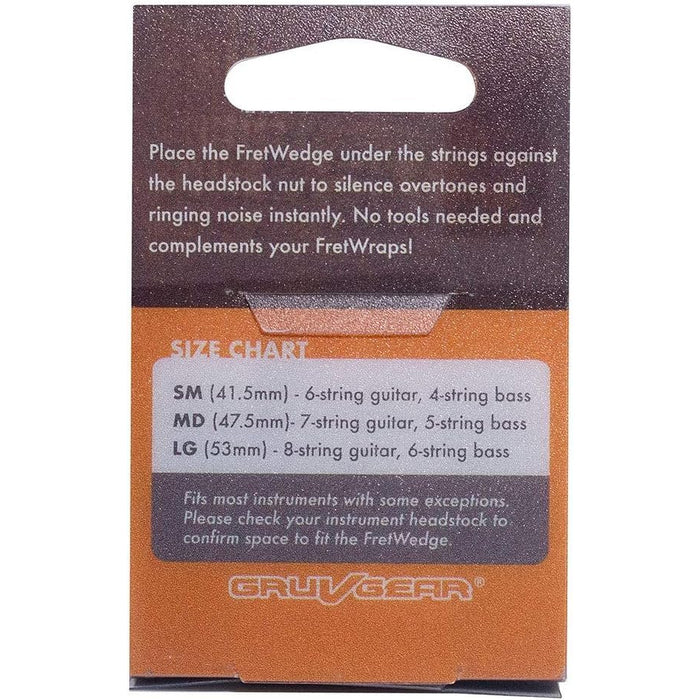 Place the FretWedge under the strings against
the headstock nut to silence overtones and
ringing noise instantly. No tools needed and
complements your FretWraps!
SIZE CHART
SM (41.5mm) - 6-string guitar, 4-string bass
MD (47.5mm)- 7-string guitar, 5-string bass
LG (53mm) - 8-string guitar, 6-string bass
Fits most instruments with some exceptions.
Please check your instrument headstock to
confirm space to fit the FretWedge.
GRUVGEAR®